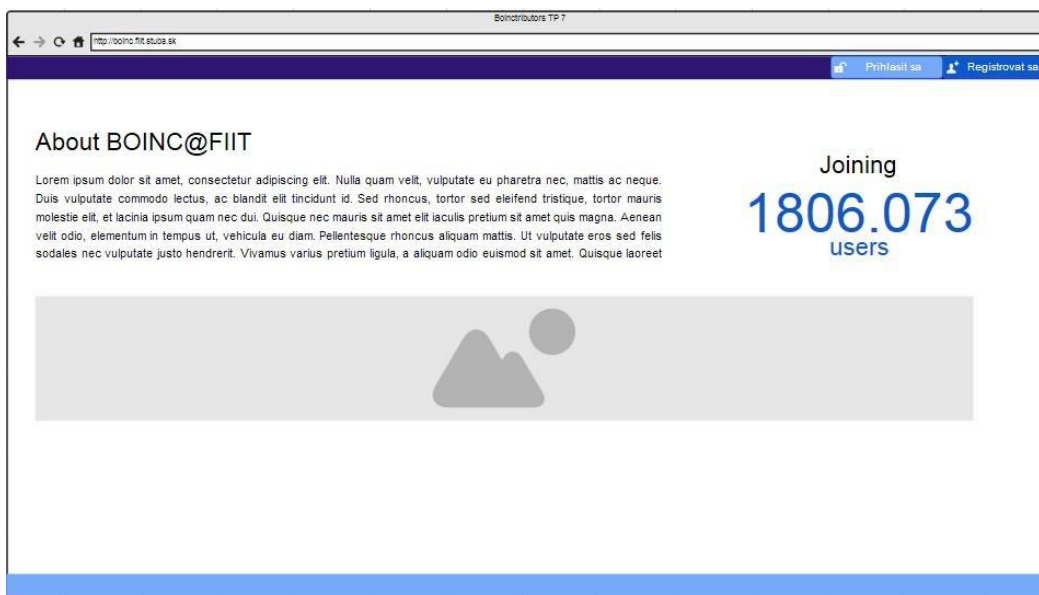 Boinctributors TP 7
http://boinc.fiit.stuba.sk
Prihlasit sa
Registrovat sa
About BOINC@FIIT
Lorem ipsum dolor sit amet, consectetur adipiscing elit. Nulla quam velit, vulputate eu pharetra nec, mattis ac neque.
Duis vulputate commodo lectus, ac blandit elit tincidunt id. Sed rhoncus, tortor sed eleifend tristique, tortor mauris
molestie elit, et lacinia ipsum quam nec dui. Quisque nec mauris sit amet elit iaculis pretium sit amet quis magna. Aenean
velit odio, elementum in tempus ut, vehicula eu diam. Pellentesque rhoncus aliquam mattis. Ut vulputate eros sed felis
sodales nec vulputate justo hendrerit. Vivamus varius pretium ligula, a aliquam odio euismod sit amet. Quisque laoreet
Joining
1806.073
users